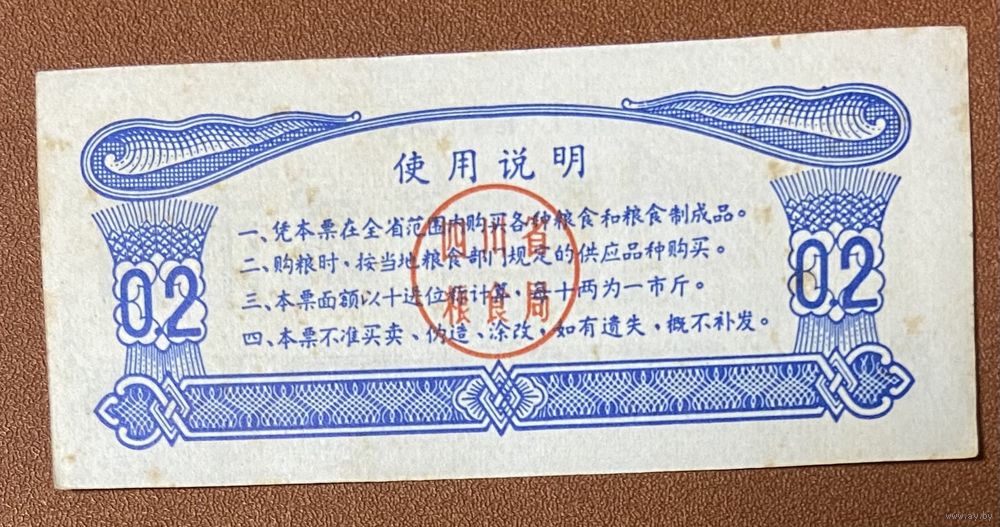 使用说明
一、凭本票在全省范围内购买各种粮食和粮食制成品。
二、购粮时，按当地粮食部门规定的供应品种购买。
三、本票面额以十进位称计算，每十两为一市斤。
四、本票不准买卖、伪造、涂改，如有遗失，概不补发。
四川省
粮食局
0.2
0.2
www.ay.by